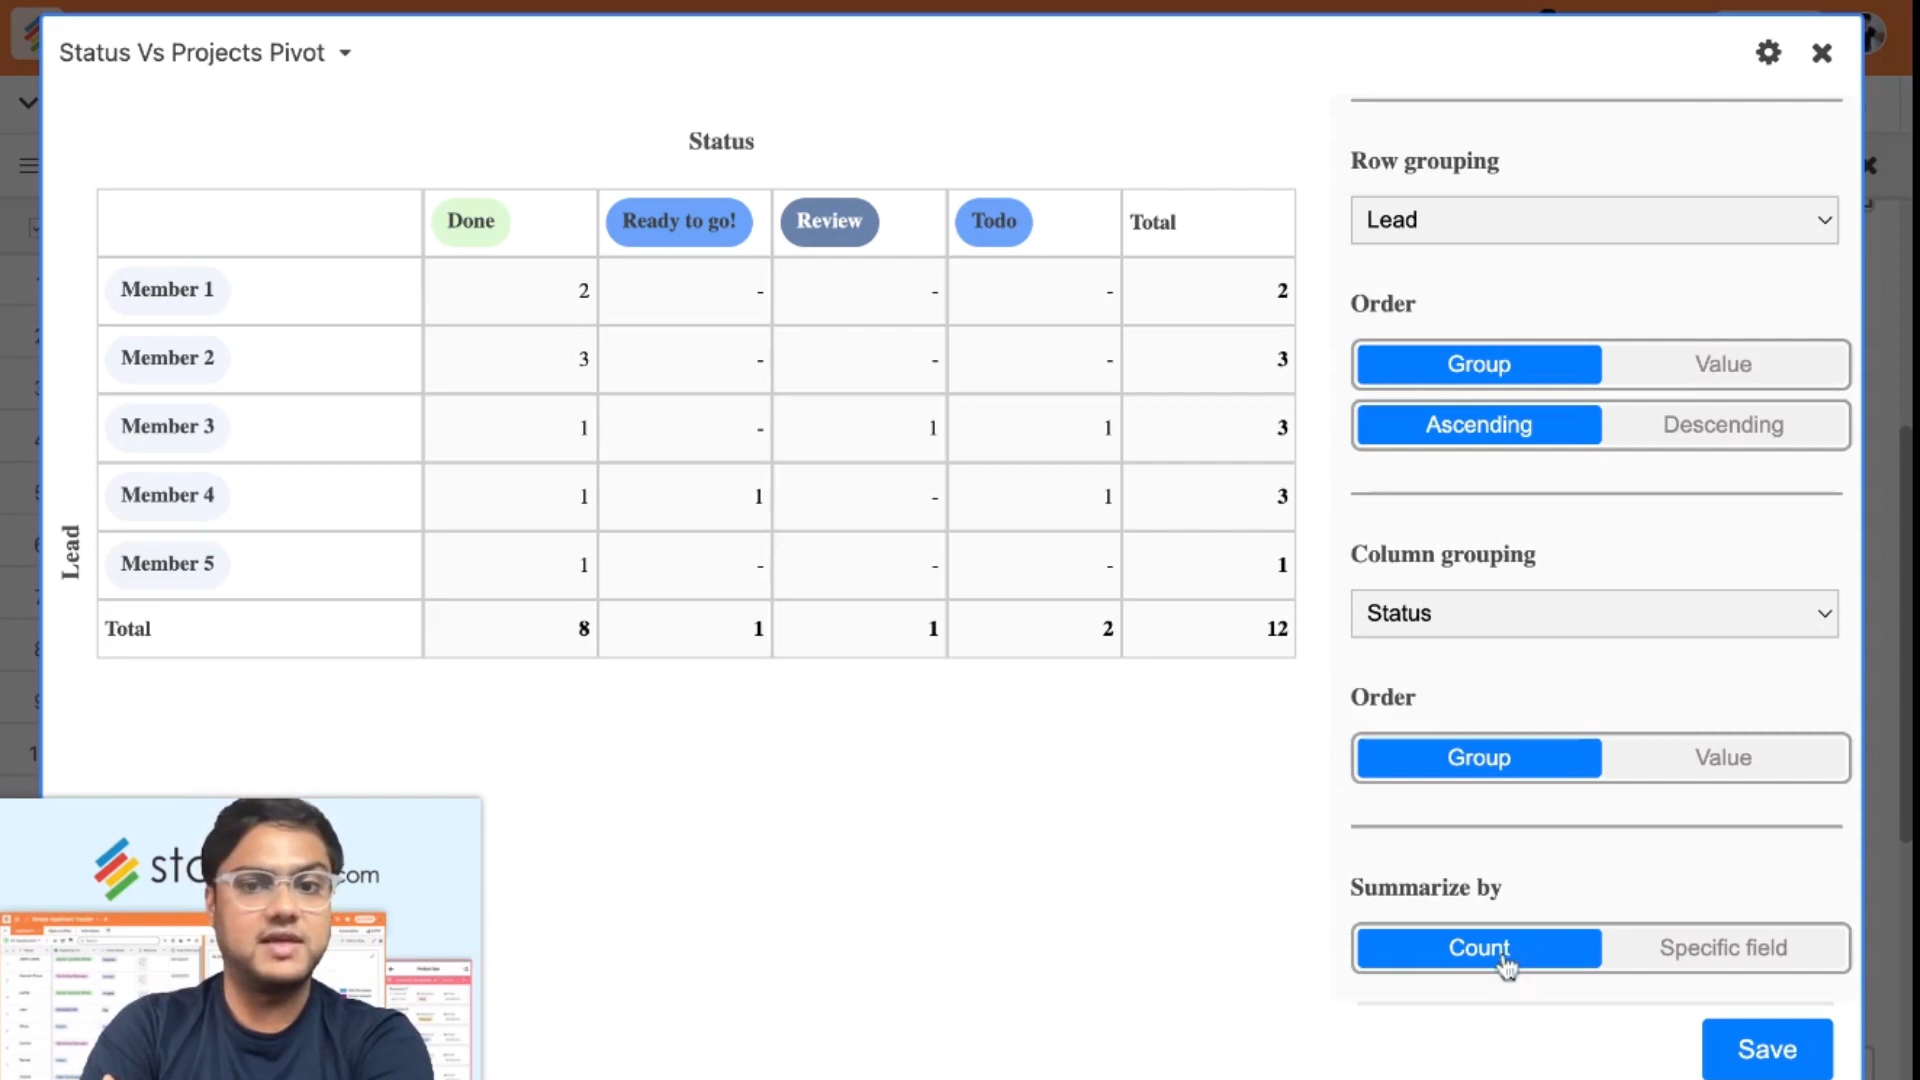 Status Vs Projects Pivot
Status
Done Ready to go! Review Todo Total
Member 1 2 - - - 2
Member 2 3 - - - 3
Member 3 1 - 1 1 3
Member 4 1 1 - 1 3
Member 5 1 - - - 1
Total 8 1 1 2 12
Lead
Row grouping
Lead
Order
Group Value
Ascending Descending
Column grouping
Status
Order
Group Value
Summarize by
Count Specific field
Save